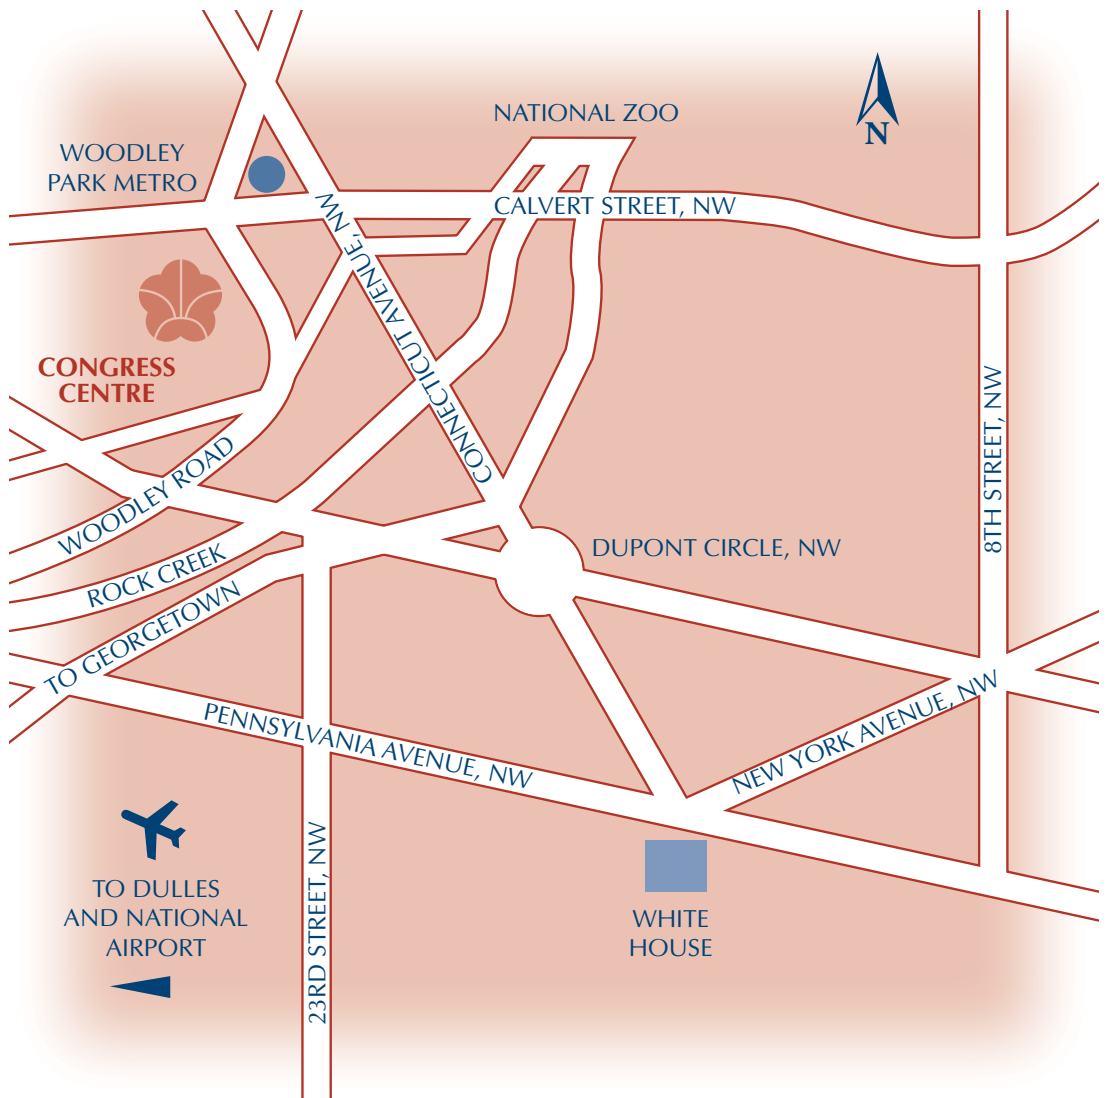 NATIONAL ZOO
N
WOODLEY
PARK METRO
CALVERT STREET, NW
CONNECTICUT AVENUE, NW
CONGRESS
CENTRE
8TH STREET, NW
WOODLEY ROAD
DUPONT CIRCLE, NW
ROCK CREEK
TO GEORGETOWN
PENNSYLVANIA AVENUE, NW
NEW YORK AVENUE, NW
TO DULLES
AND NATIONAL
AIRPORT
23RD STREET, NW
WHITE
HOUSE